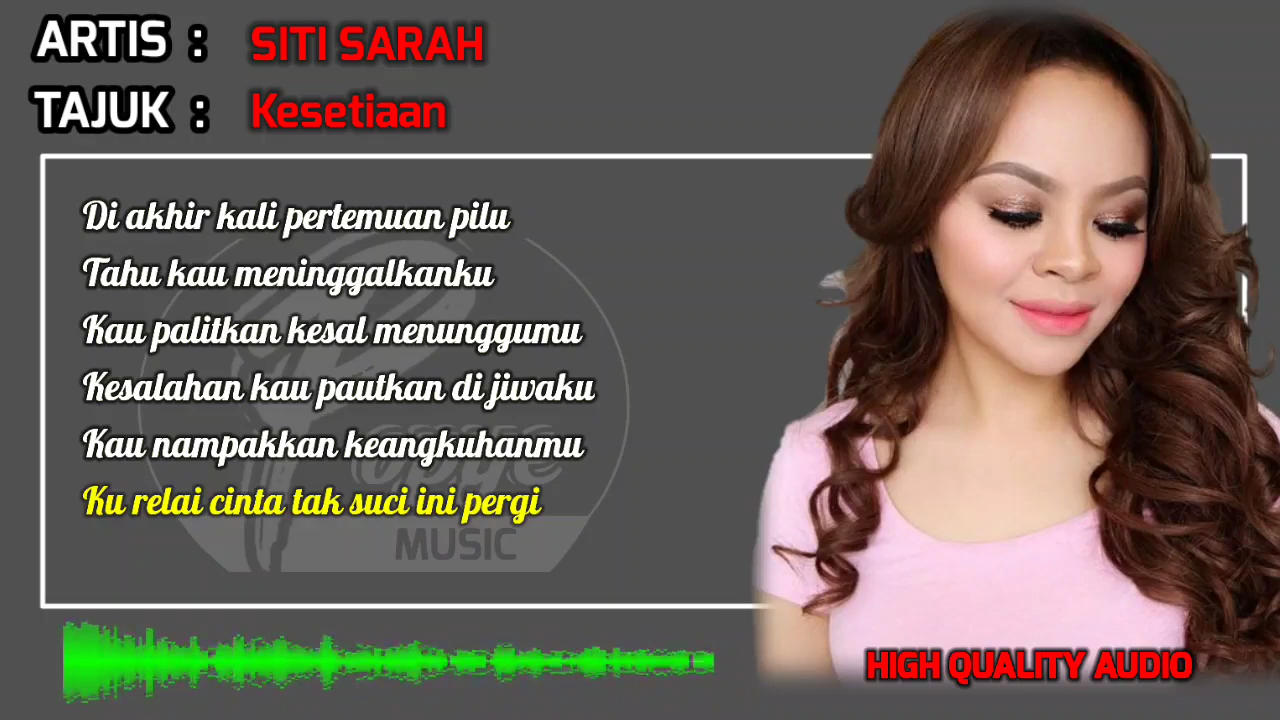 ARTIS : SITI SARAH
TAJUK : Kesetiaan
Di akhir kali pertemuan pilu
Tahu kau meninggalkanku
Kau palitkan kesal menunggumu
Kesalahan kau pautkan di jiwaku
Kau nampakkan keangkuhanmu
Ku relai cinta tak suci ini pergi
MUSIC
HIGH QUALITY AUDIO